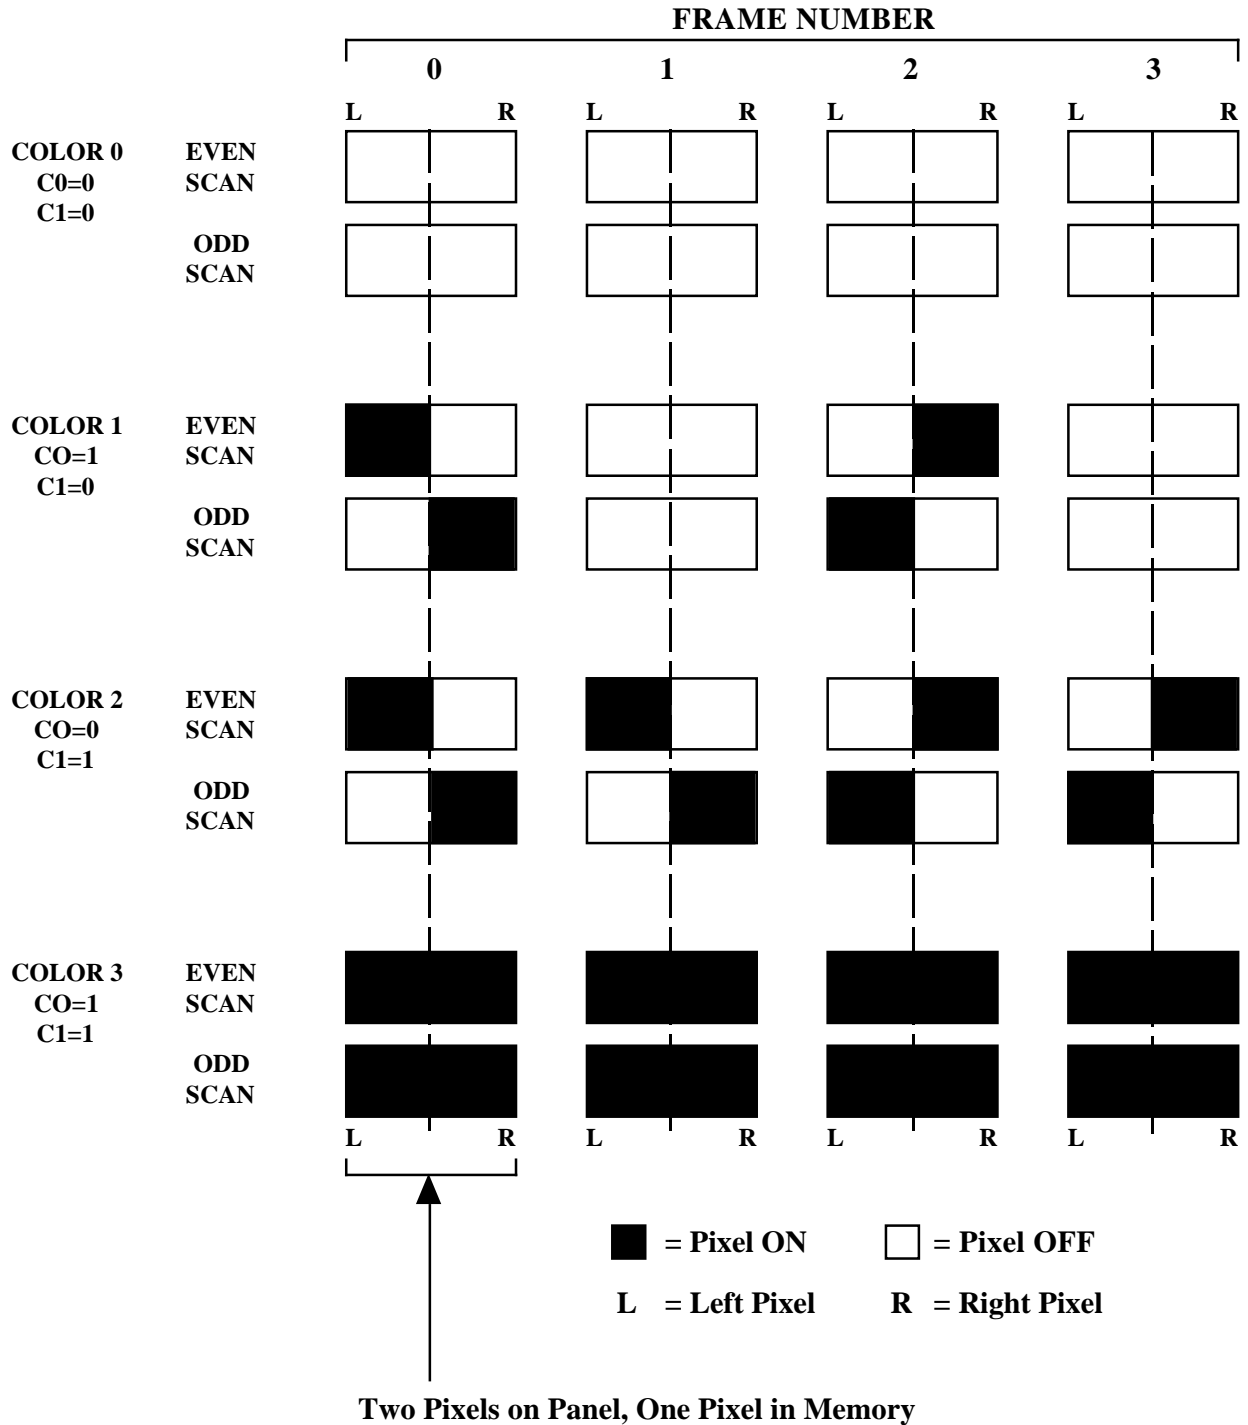 FRAME NUMBER
0 1 2 3
L R L R L R L R
COLOR 0 EVEN
C0=0 SCAN
C1=0
ODD
SCAN
COLOR 1 EVEN
CO=1 SCAN
C1=0
ODD
SCAN
COLOR 2 EVEN
CO=0 SCAN
C1=1
ODD
SCAN
COLOR 3 EVEN
CO=1 SCAN
C1=1
ODD
SCAN
L R L R L R L R
= Pixel ON = Pixel OFF
L = Left Pixel R = Right Pixel
Two Pixels on Panel, One Pixel in Memory